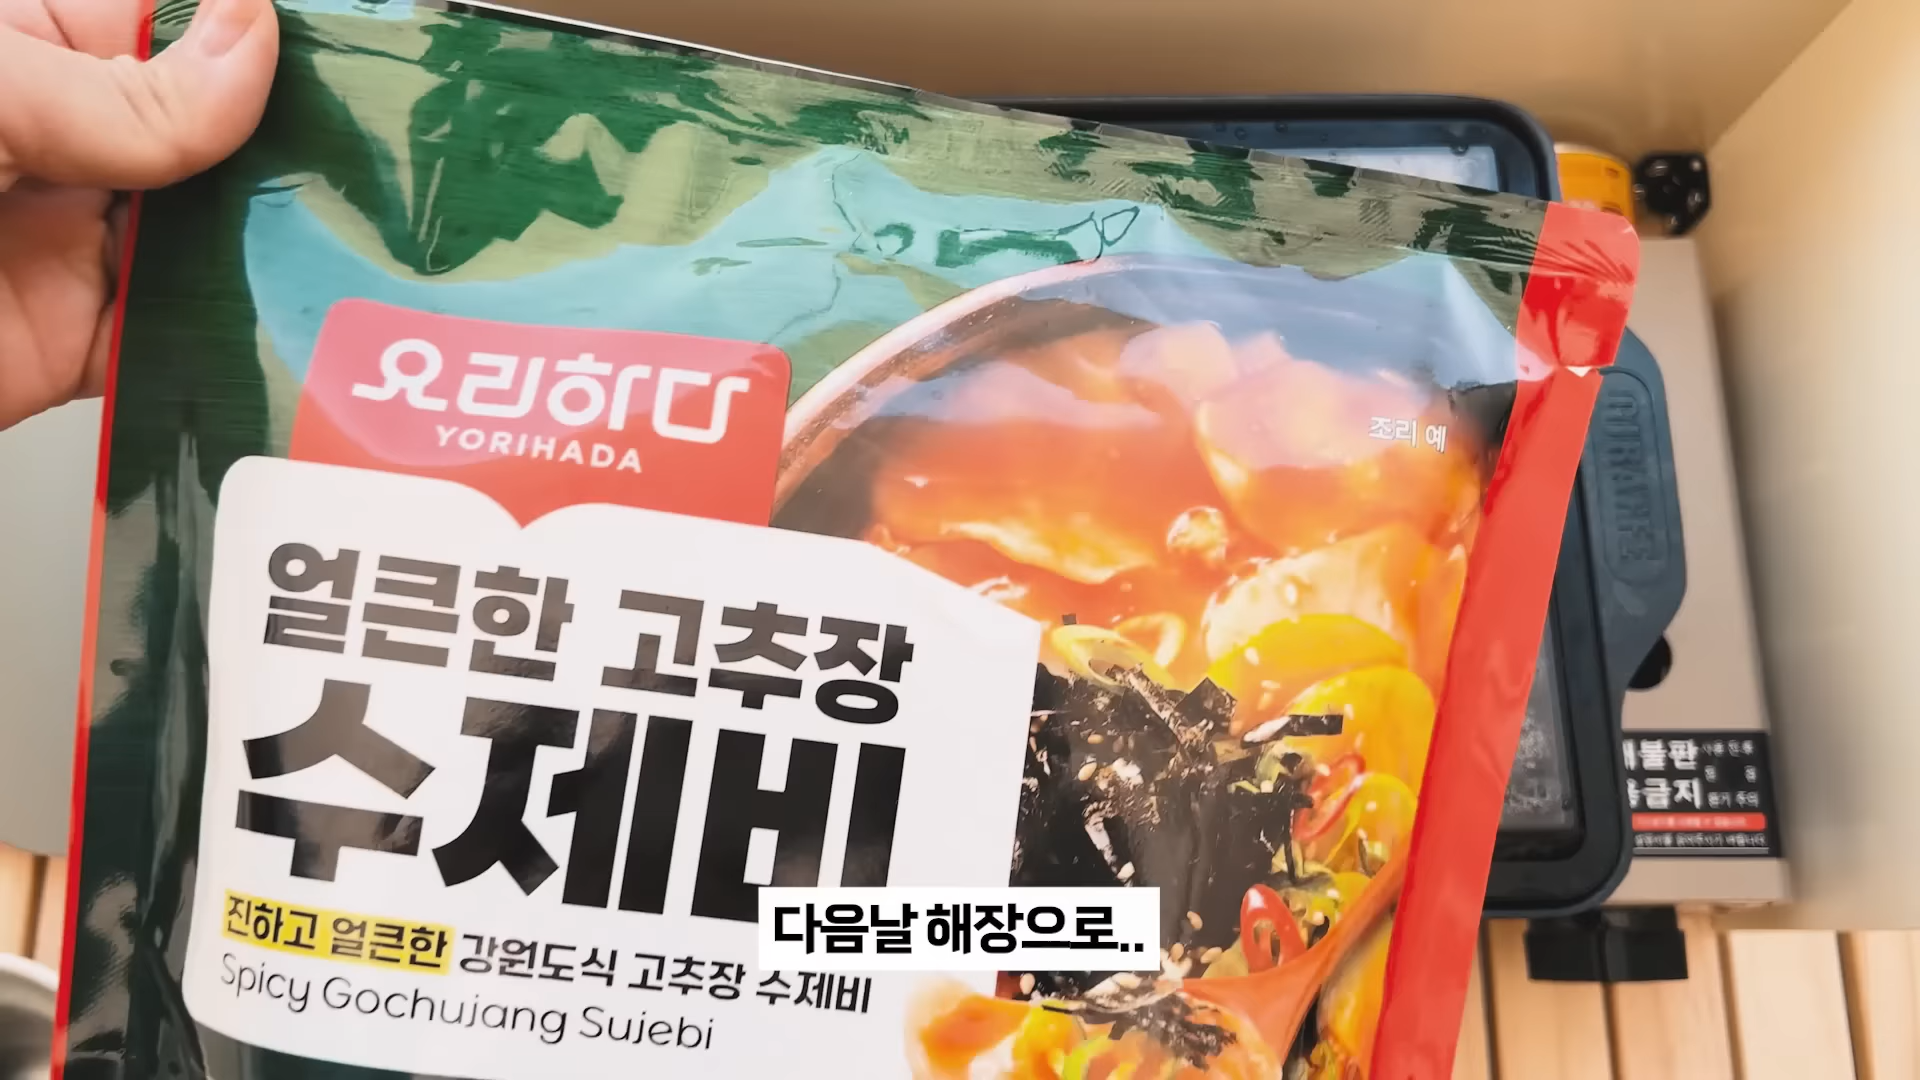 요리하다
YORIHADA
조리 예
얼큰한 고추장
수제비
진하고 얼큰한 강원도식 고추장 수제비
Spicy Gochujang Sujebi
다음날 해장으로..